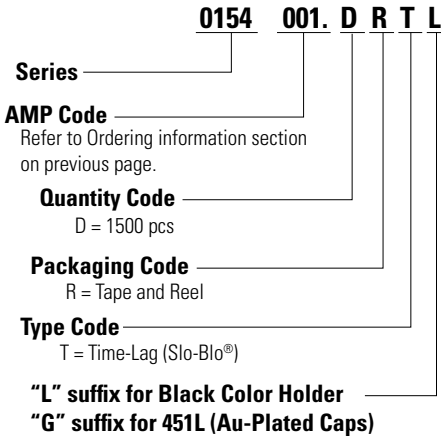 0154 001. D R T L
Series
AMP Code
Refer to Ordering information section
on previous page.
Quantity Code
D = 1500 pcs
Packaging Code
R = Tape and Reel
Type Code
T = Time-Lag (Slo-Blo®)
“L” suffix for Black Color Holder
“G” suffix for 451L (Au-Plated Caps)